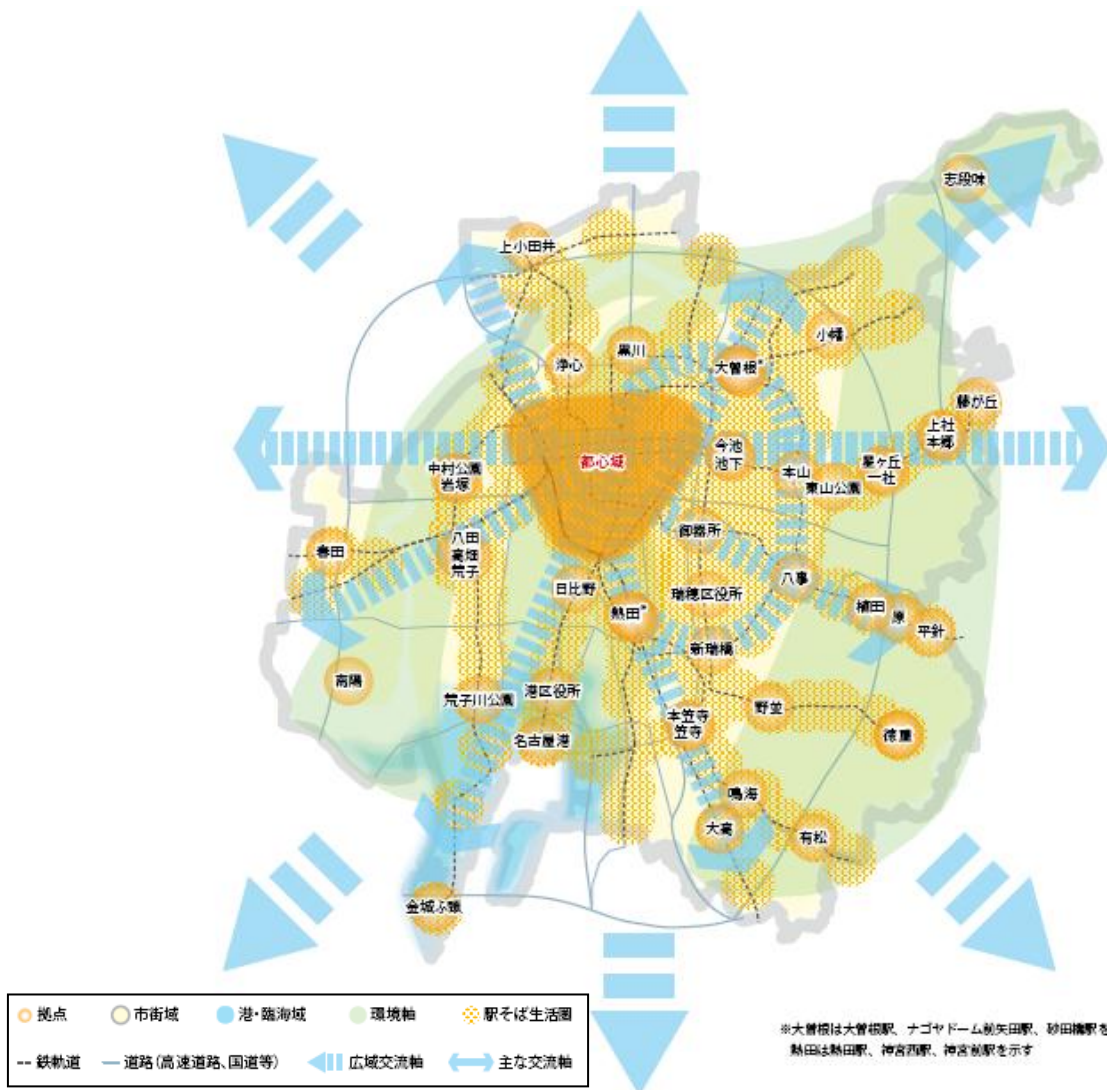 志段味
上小田井
小幡
黒川
浄心
大曽根*
藤が丘
上社
本郷
都心域
今池
池下
本山
東山公園
星ヶ丘
一社
中村公園
岩塚
御器所
春田
八田
高畑
荒子
日比野
瑞穂区役所
八事
熱田*
植田
原
平針
新瑞橋
南陽
荒子川公園
港区役所
名古屋港
本笠寺
笠寺
野並
徳重
鳴海
大高
有松
金城ふ頭
拠点
市街域
港・臨海域
環境軸
駅そば生活圏
鉄軌道
道路(高速道路、国道等)
広域交流軸
主な交流軸
※大曽根は大曽根駅、ナゴヤドーム前矢田駅、砂田橋駅を
熱田は熱田駅、神宮西駅、神宮前駅を示す